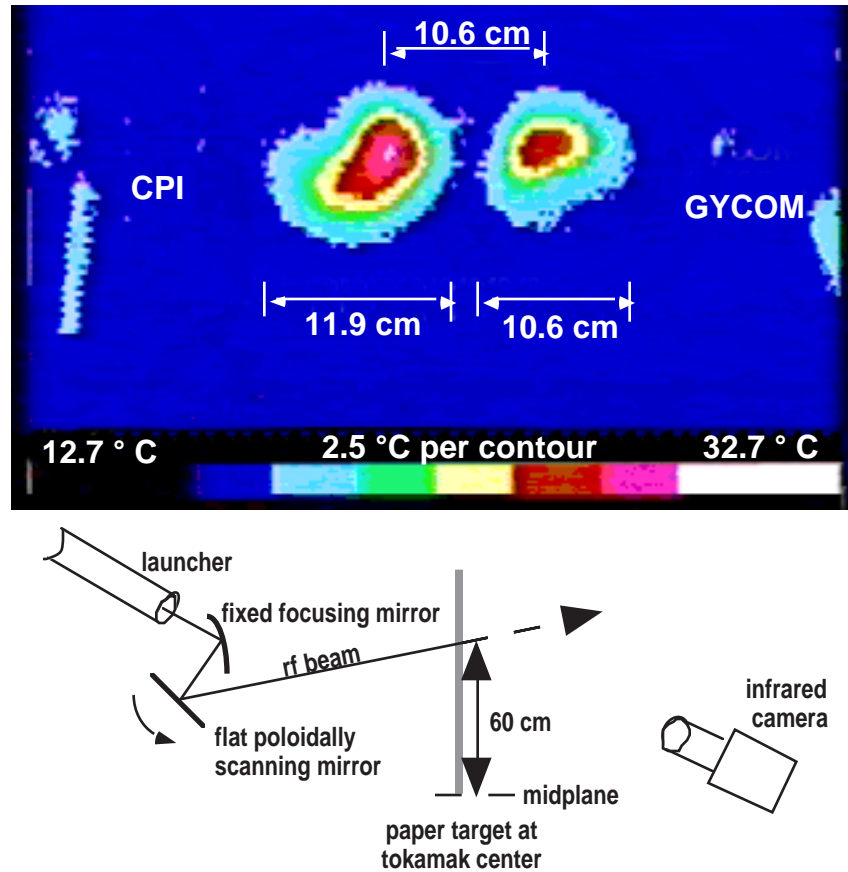 10.6 cm
CPI
GYCOM
11.9 cm
10.6 cm
12.7 ° C
2.5 °C per contour
32.7 ° C
launcher
fixed focusing mirror
rf beam
infrared
camera
60 cm
flat poloidally
scanning mirror
midplane
paper target at
tokamak center